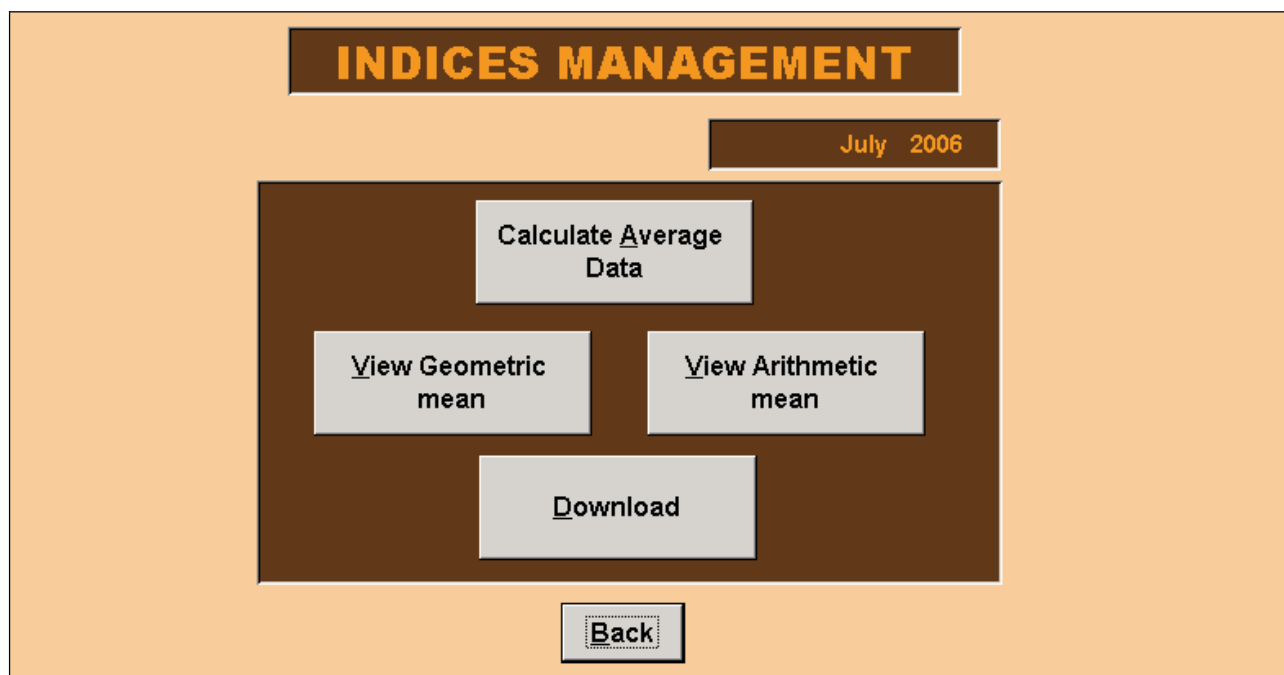 INDICES MANAGEMENT
July 2006
Calculate Average
Data
View Geometric
mean
View Arithmetic
mean
Download
Back